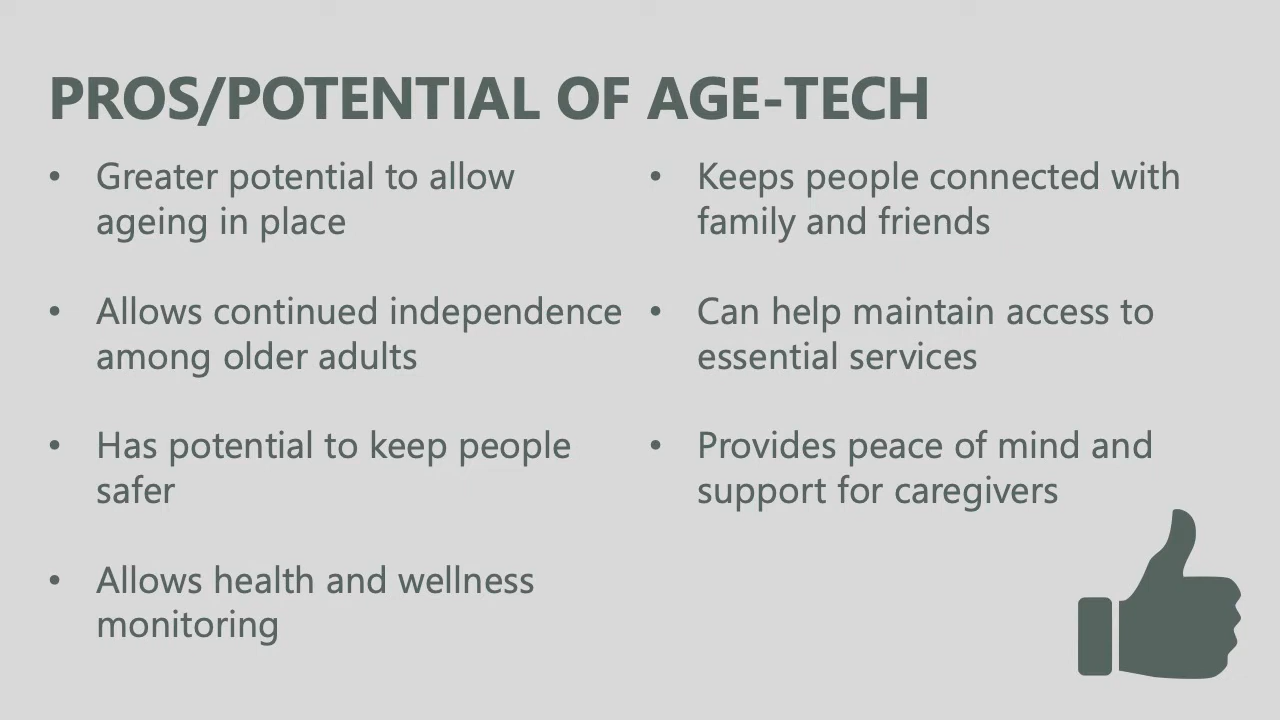 PROS/POTENTIAL OF AGE-TECH
• Greater potential to allow
ageing in place
• Allows continued independence
among older adults
• Has potential to keep people
safer
• Allows health and wellness
monitoring
• Keeps people connected with
family and friends
• Can help maintain access to
essential services
• Provides peace of mind and
support for caregivers